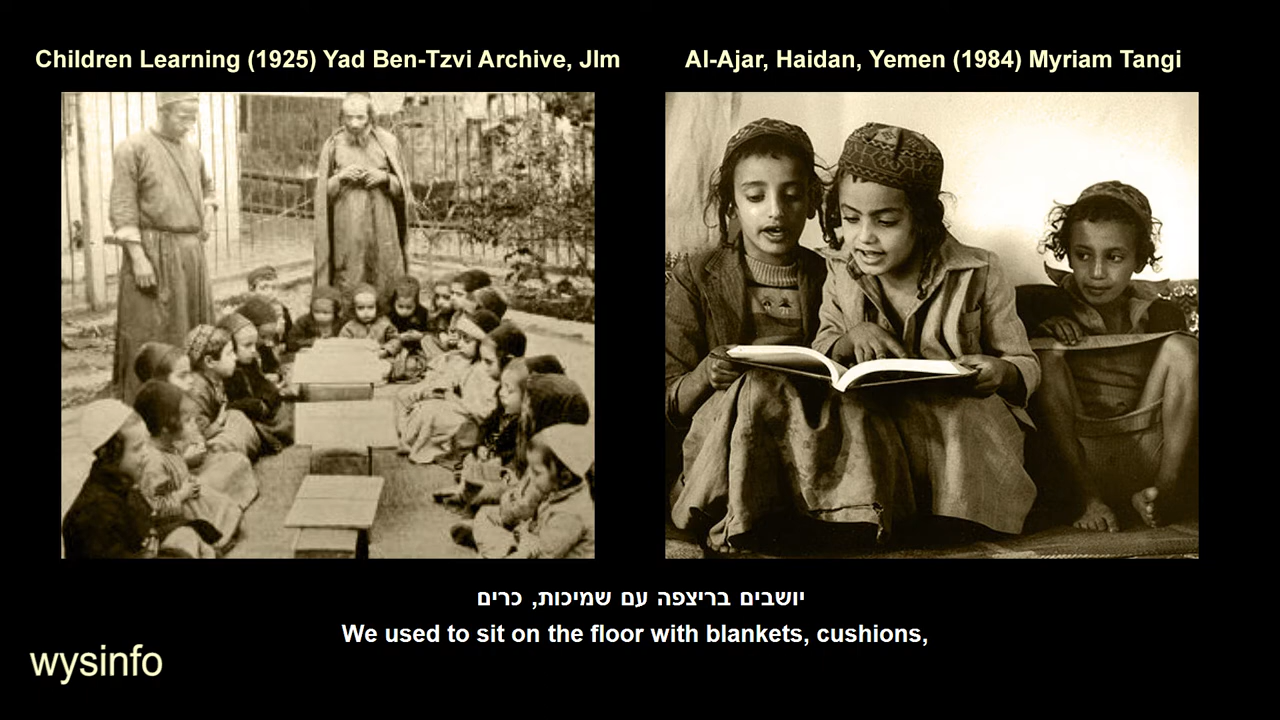 Children Learning (1925) Yad Ben-Tzvi Archive, Jlm
Al-Ajar, Haidan, Yemen (1984) Myriam Tangi
יושבים בריצפה עם שמיכות, כרים
We used to sit on the floor with blankets, cushions,
wysinfo